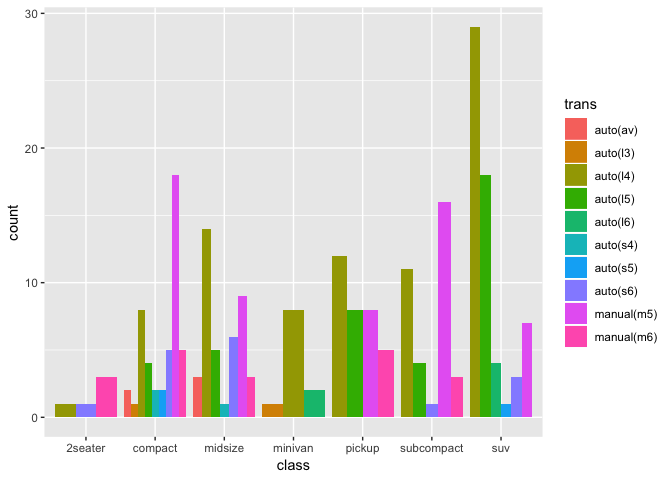 30
20
10
0
count
2seater compact midsize minivan pickup subcompact suv
class
trans
auto(av)
auto(l3)
auto(l4)
auto(l5)
auto(l6)
auto(s4)
auto(s5)
auto(s6)
manual(m5)
manual(m6)